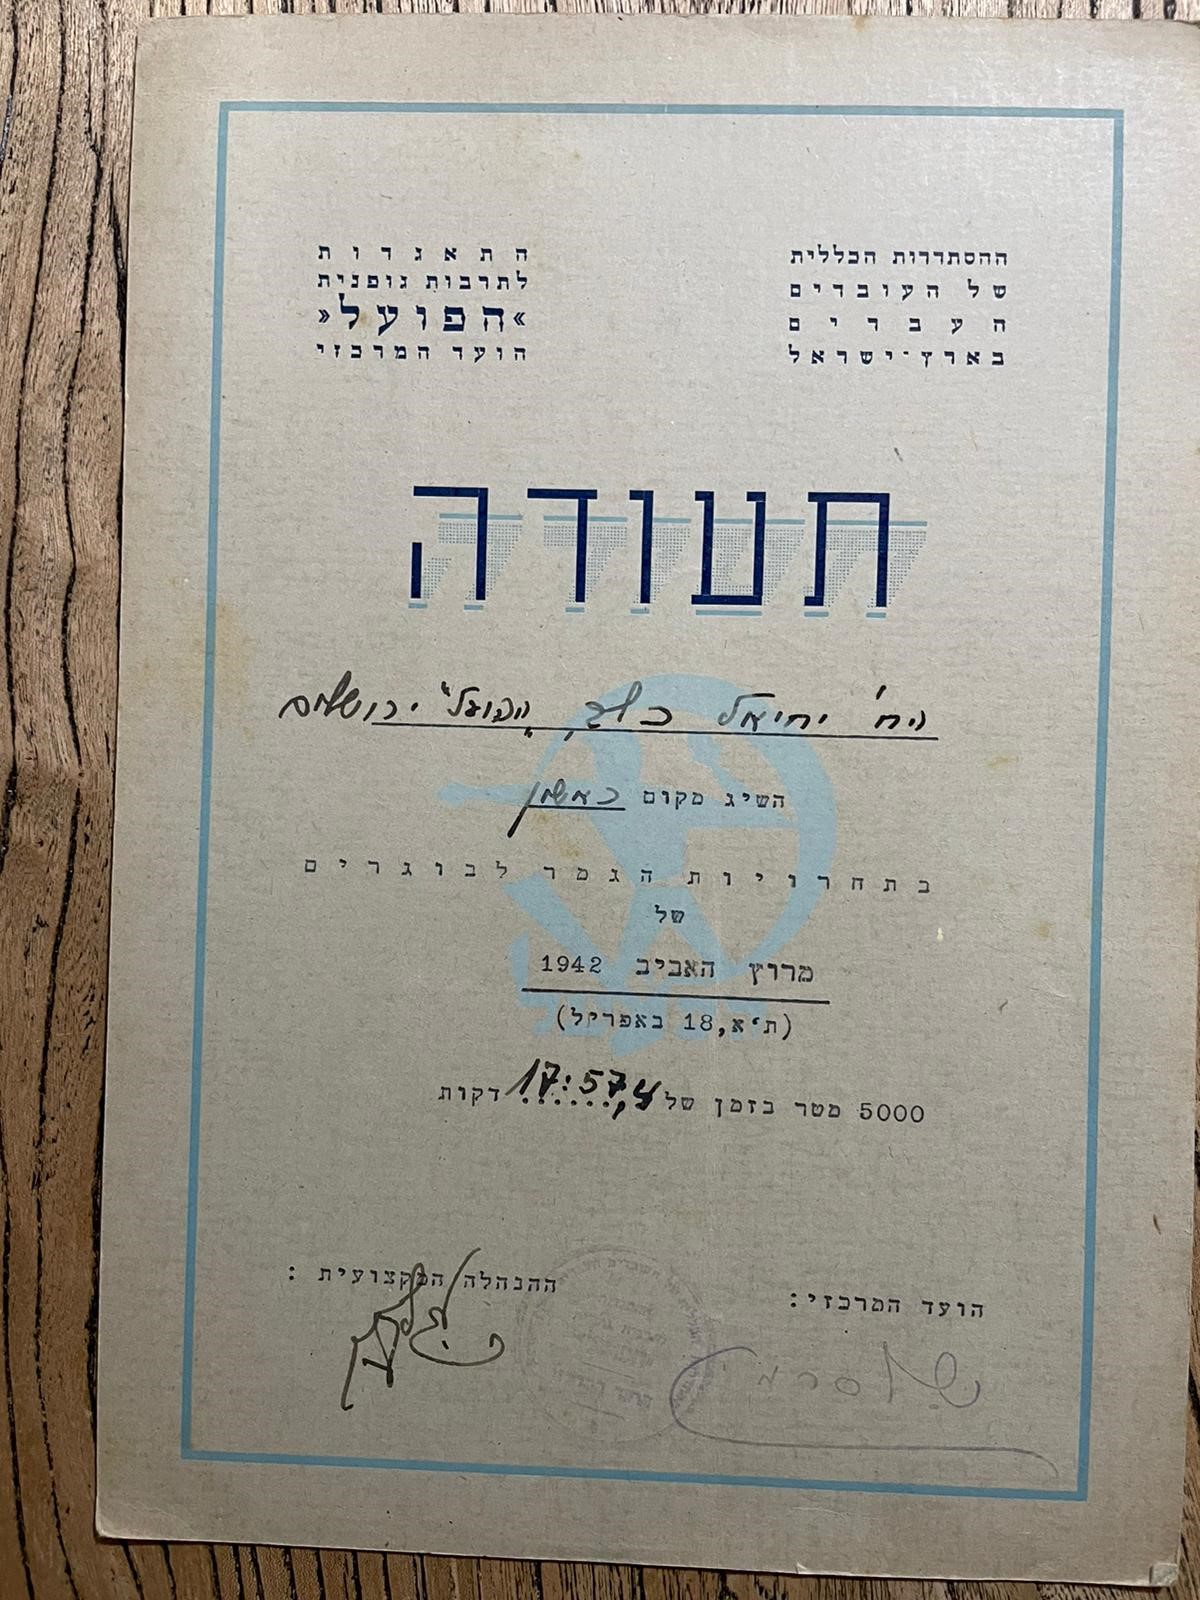 ההסתדרות הכללית
של העובדים
העברים
בארץ-ישראל
התאגדות
לתרבות גופנית
»הפועל«
הועד המרכזי
תעודה
הח' יחיאל "הפועל" ירושלים
השיג מקום ראשון
בתחרויות הגמר לבוגרים
של
מרוץ האביב 1942
(ת'א, 18 באפריל)
5000 מטר בזמן של 17:57,4 דקות
הועד המרכזי:
ההנהלה המקצועית :